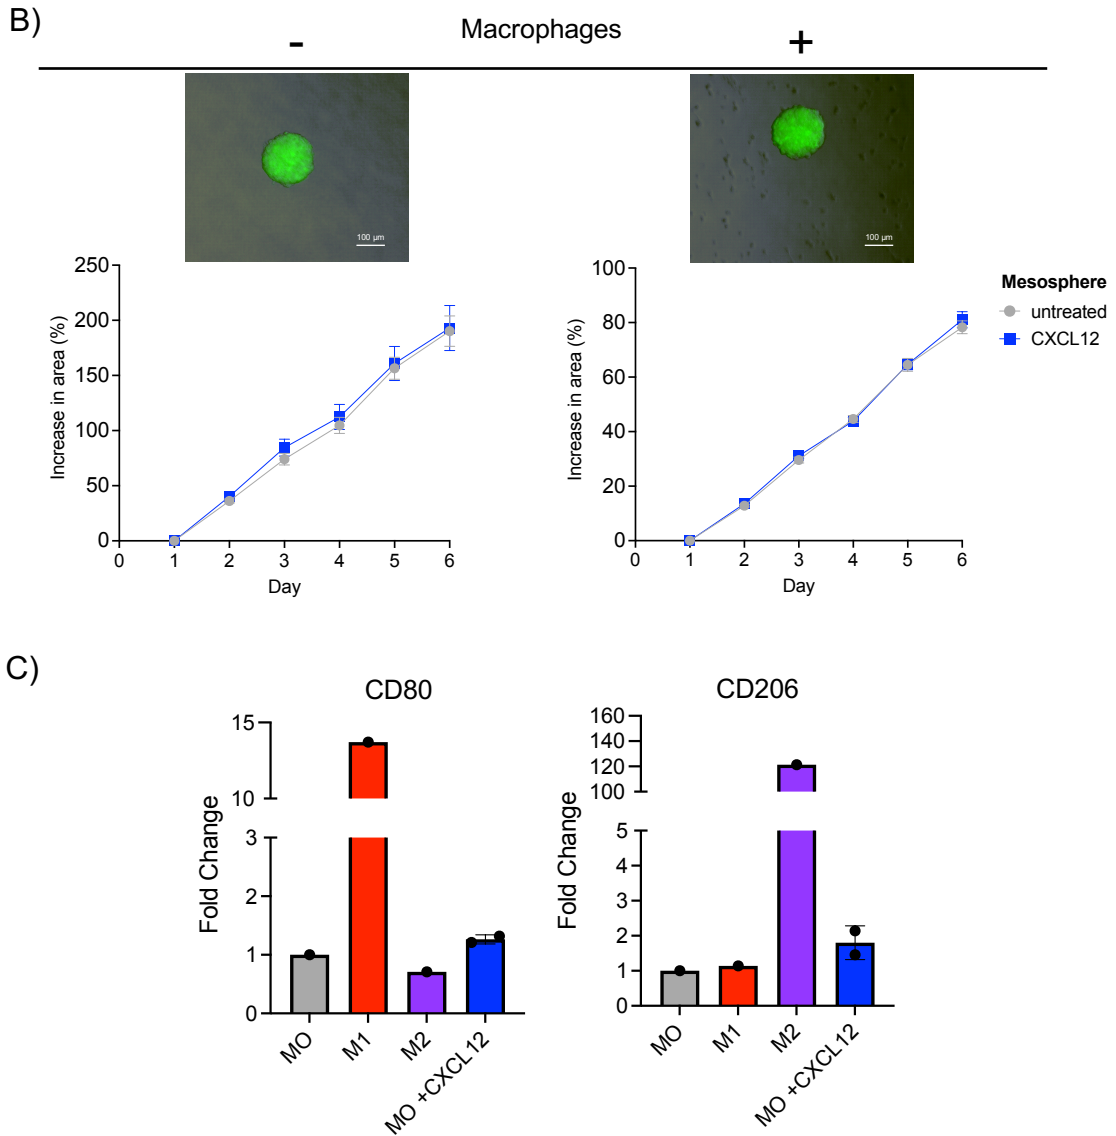 B)
Macrophages
-
+
100 µm
100 µm
250
200
150
100
50
0
Increase in area (%)
0 1 2 3 4 5 6
Day
100
80
60
40
20
0
Increase in area (%)
0 1 2 3 4 5 6
Day
Mesosphere
untreated
CXCL12
C)
CD80
15
10
3
2
1
0
Fold Change
MO M1 M2 MO +CXCL12
CD206
160
140
120
100
5
4
3
2
1
0
Fold Change
MO M1 M2 MO +CXCL12